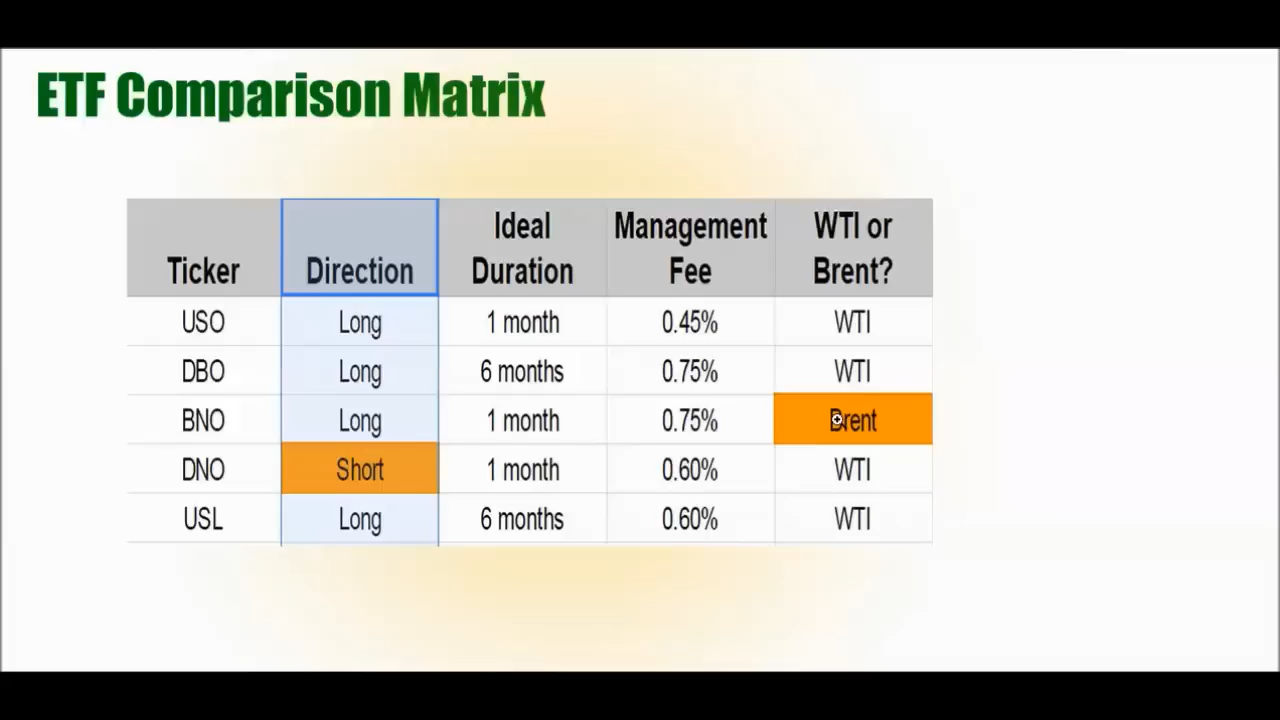 ETF Comparison Matrix
Ticker Direction Ideal Duration Management Fee WTI or Brent?
USO Long 1 month 0.45% WTI
DBO Long 6 months 0.75% WTI
BNO Long 1 month 0.75% Brent
DNO Short 1 month 0.60% WTI
USL Long 6 months 0.60% WTI